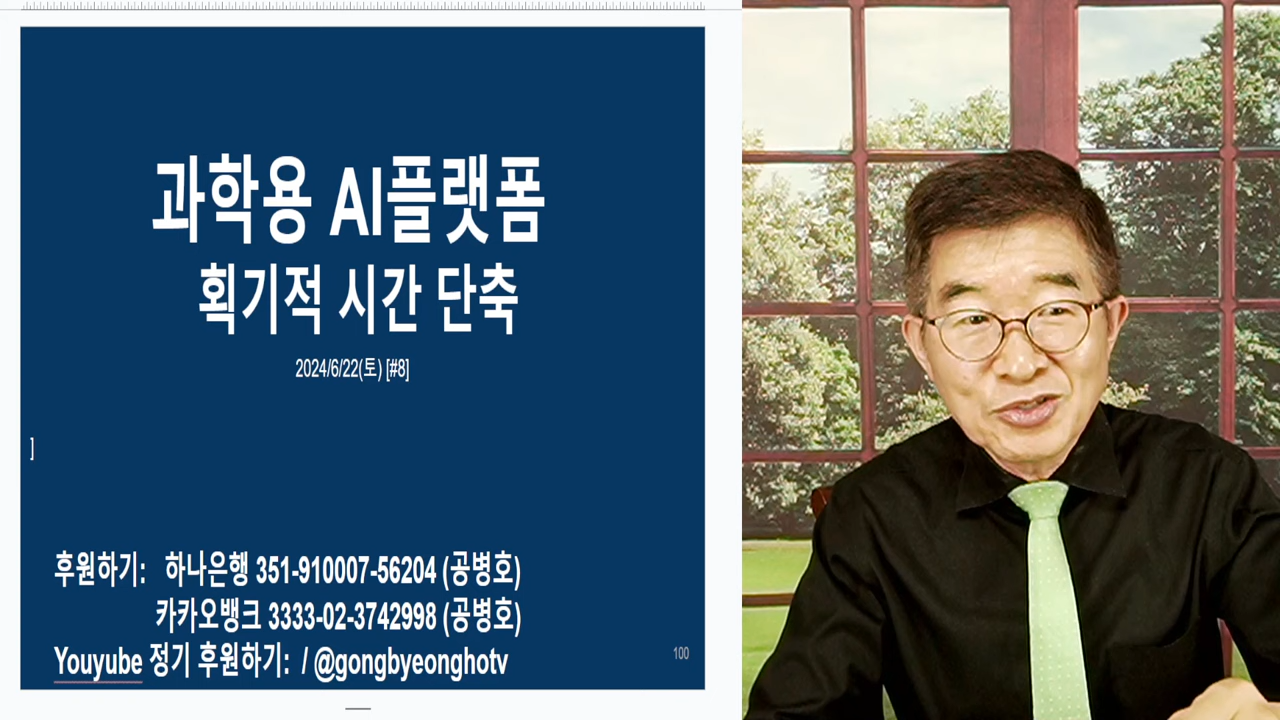 과학용 AI플랫폼
획기적 시간 단축
2024/6/22(토) [#8]
]
후원하기: 하나은행 351-910007-56204 (공병호)
카카오뱅크 3333-02-3742998 (공병호)
Youyube 정기 후원하기: / @gongbyeonghotv
100